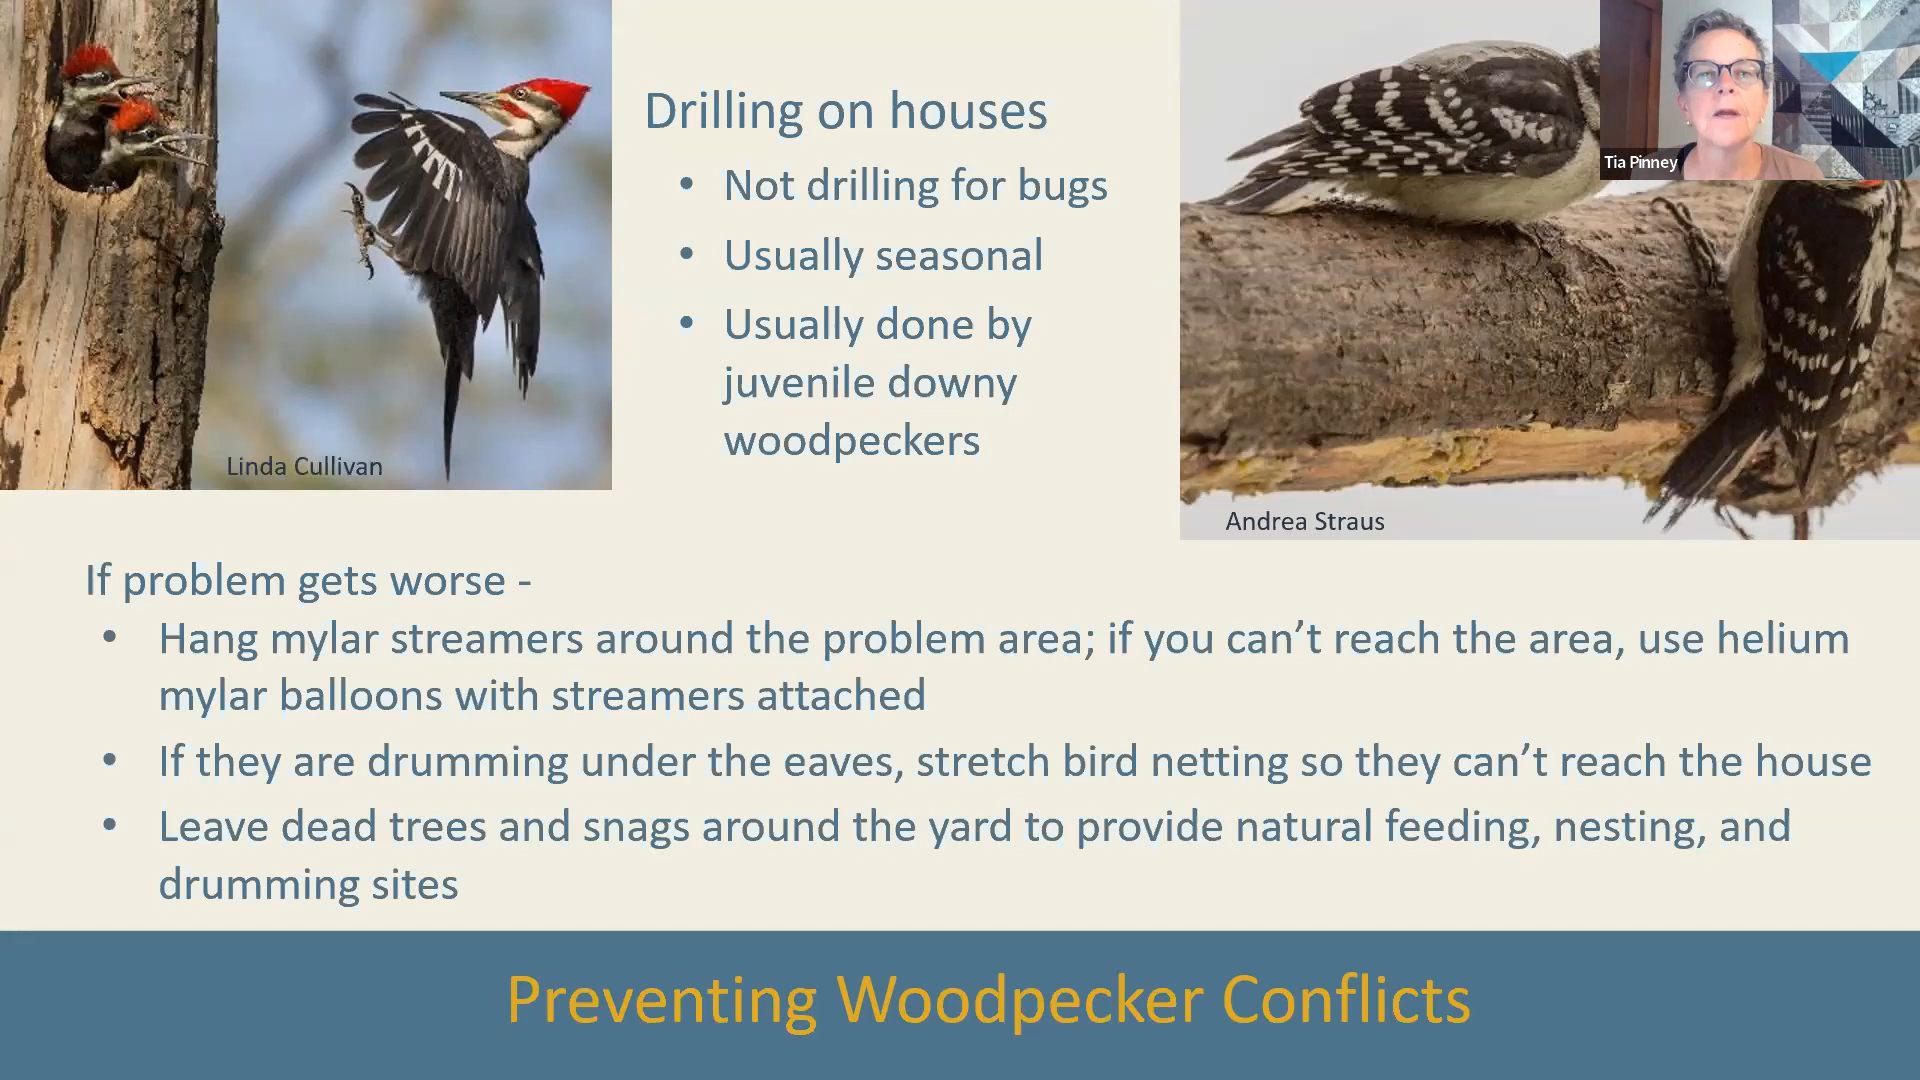 Drilling on houses
• Not drilling for bugs
• Usually seasonal
• Usually done by
juvenile downy
woodpeckers
Linda Cullivan
Tia Pinney
Andrea Straus
If problem gets worse -
• Hang mylar streamers around the problem area; if you can’t reach the area, use helium
mylar balloons with streamers attached
• If they are drumming under the eaves, stretch bird netting so they can’t reach the house
• Leave dead trees and snags around the yard to provide natural feeding, nesting, and
drumming sites
Preventing Woodpecker Conflicts